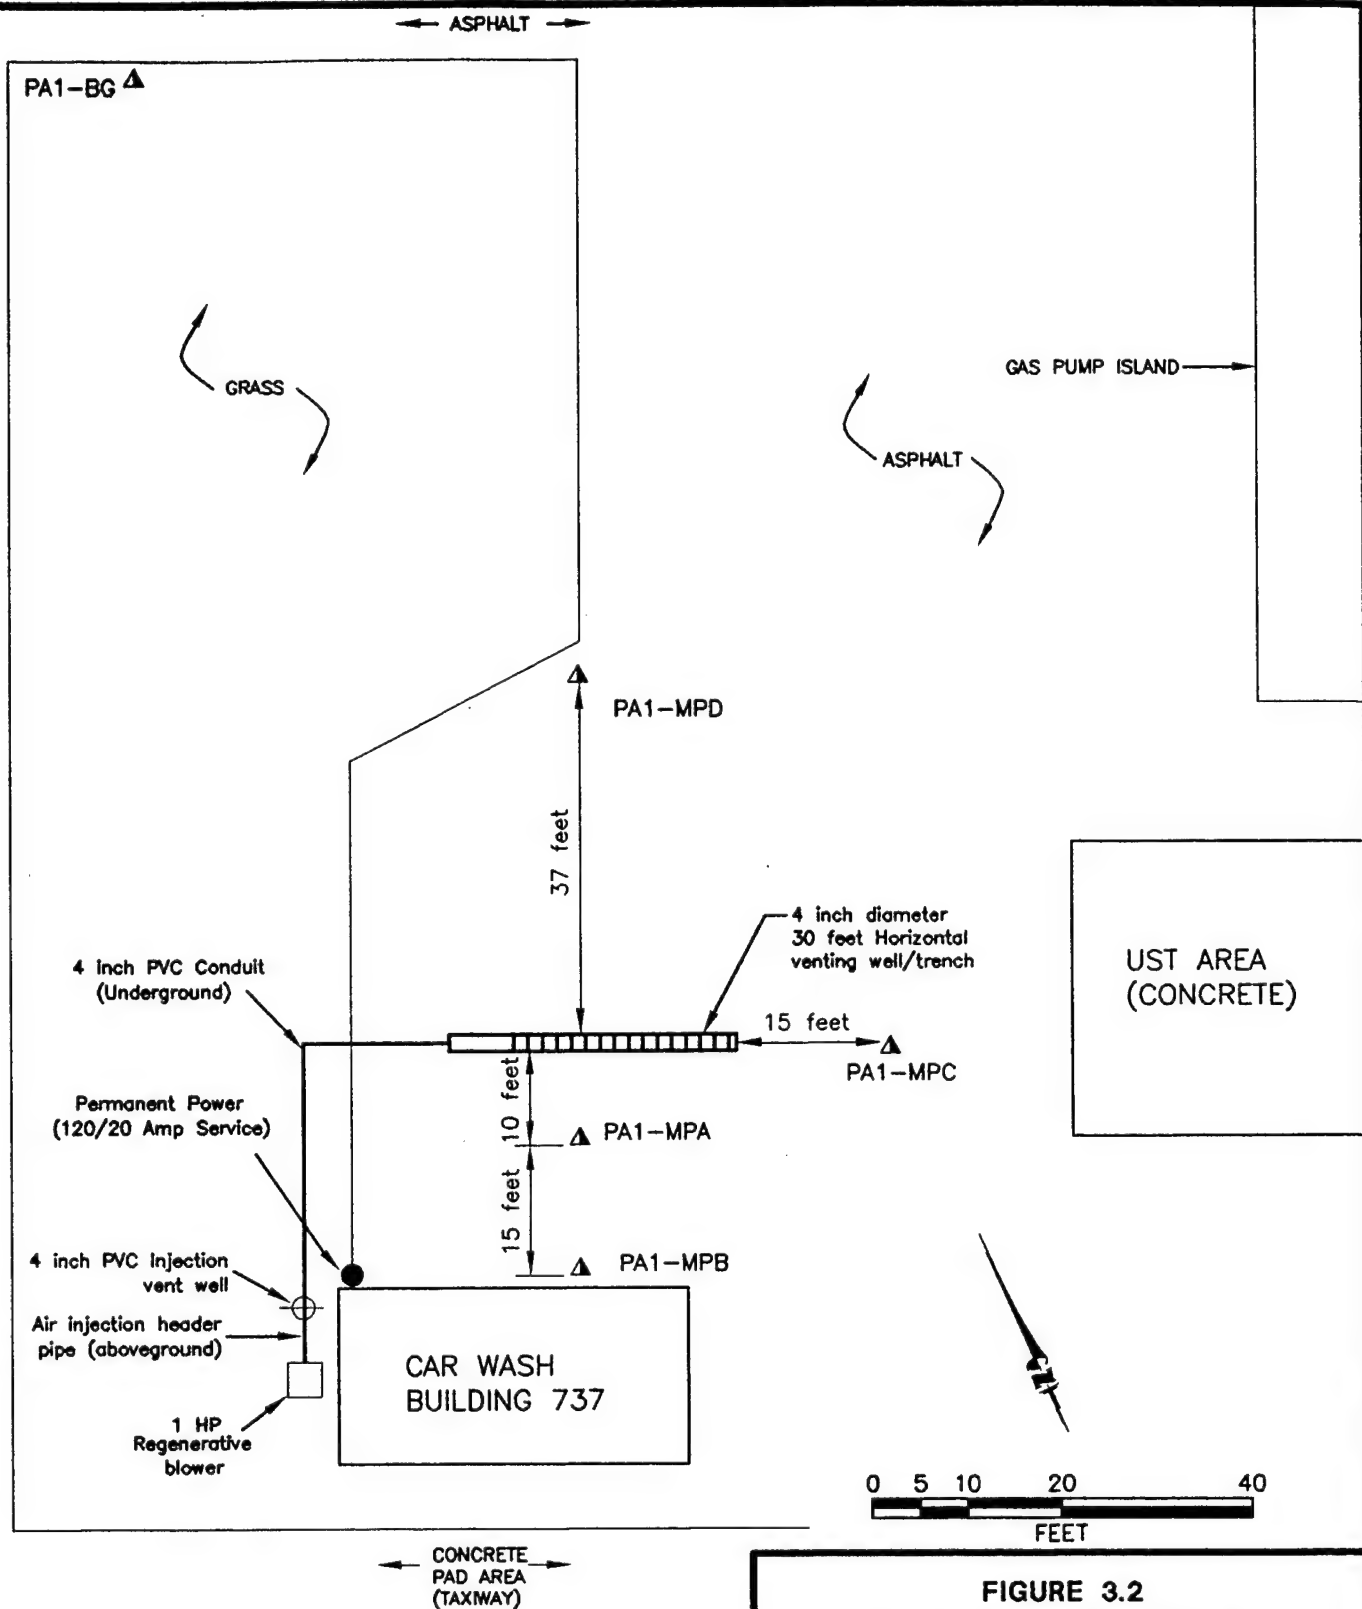 ASPHALT
PA1-BG
GRASS
GAS PUMP ISLAND
ASPHALT
PA1-MPD
37 feet
4 inch diameter
30 feet Horizontal
venting well/trench
UST AREA
(CONCRETE)
4 inch PVC Conduit
(Underground)
15 feet
PA1-MPC
10 feet
Permanent Power
(120/20 Amp Service)
PA1-MPA
15 feet
4 inch PVC Injection
vent well
PA1-MPB
Air injection header
pipe (aboveground)
CAR WASH
BUILDING 737
1 HP
Regenerative
blower
0 5 10 20 40
FEET
CONCRETE
PAD AREA
(TAXIWAY)
FIGURE 3.2